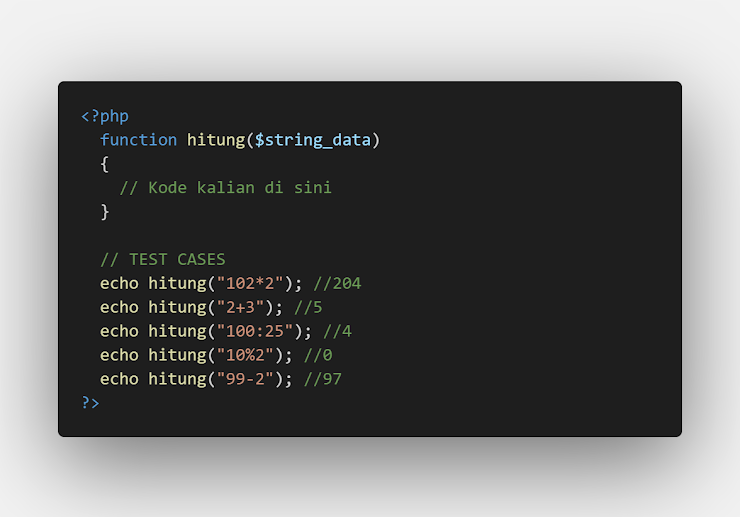 <?php
function hitung($string_data)
{
// Kode kalian di sini
}
// TEST CASES
echo hitung("102*2"); //204
echo hitung("2+3"); //5
echo hitung("100:25"); //4
echo hitung("10%2"); //0
echo hitung("99-2"); //97
?>